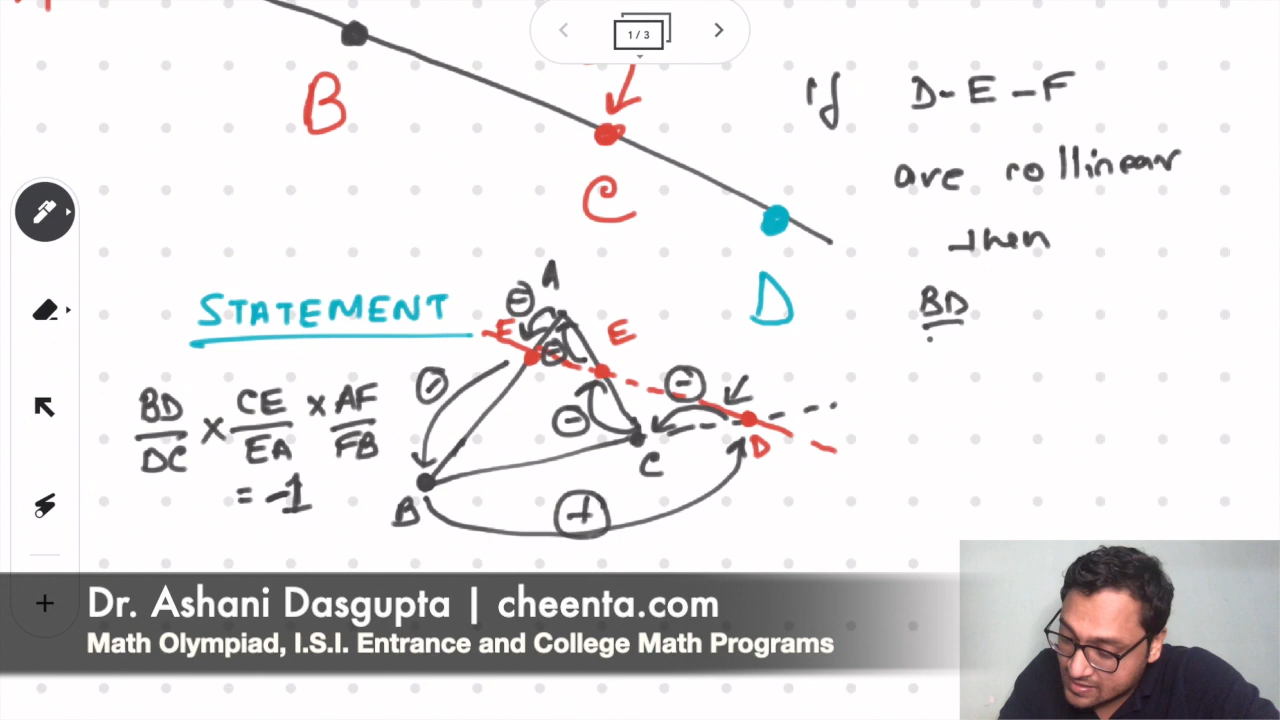 1 / 3
B
C
D
If D-E-F
are collinear
then
BD
STATEMENT
A
F
E
⊖
⊖
⊖
⊖
⊖
BD/DC × CE/EA × AF/FB
= -1
B
C
D
+
Dr. Ashani Dasgupta | cheenta.com
Math Olympiad, I.S.I. Entrance and College Math Programs